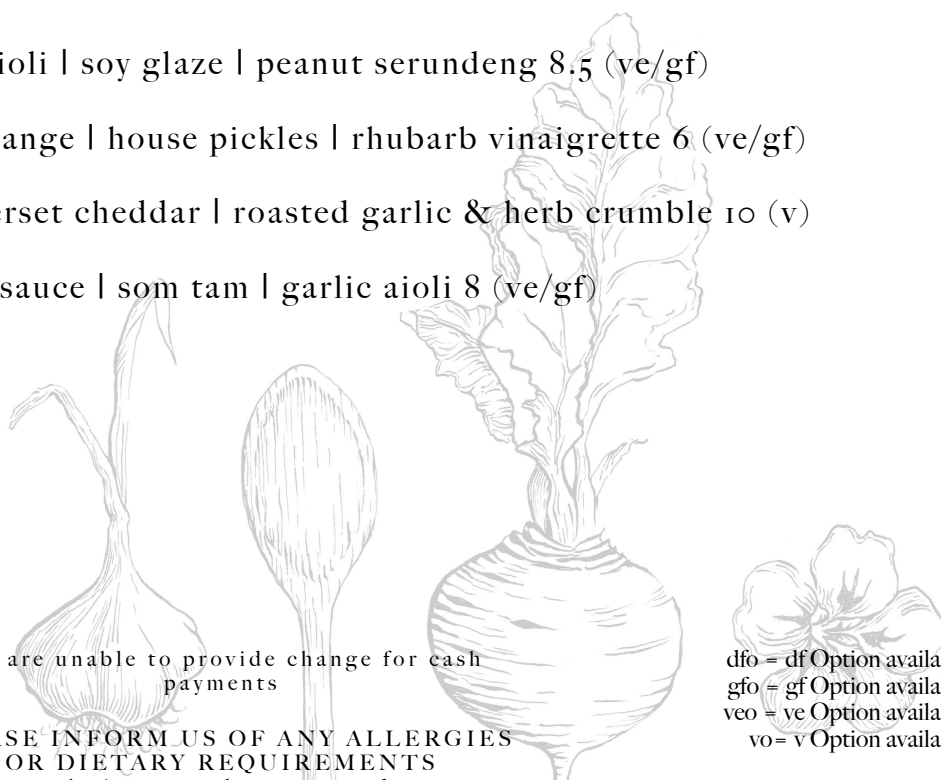 ioli | soy glaze | peanut serundeng 8.5 (ve/gf)
ange | house pickles | rhubarb vinaigrette 6 (ve/gf)
erset cheddar | roasted garlic & herb crumble 10 (v)
sauce | som tam | garlic aioli 8 (ve/gf)
are unable to provide change for cash
payments
ASE INFORM US OF ANY ALLERGIES
OR DIETARY REQUIREMENTS
dfo = df Option availa
gfo = gf Option availa
veo = ve Option availa
vo= v Option availa